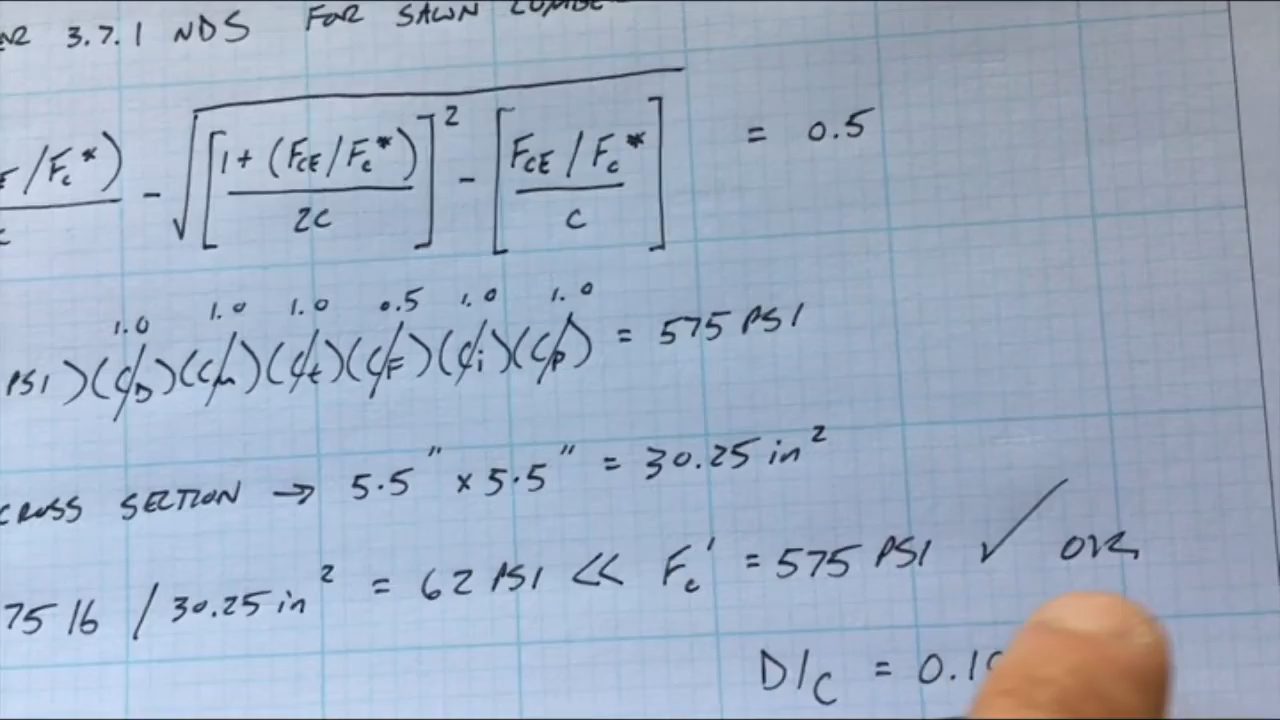 3.7.1 NDS FOR SAWN
/Fc*) - √[1 + (FCE/Fc*) / 2c]² - [FCE/Fc* / c] = 0.5
1.0 1.0 1.0 0.5 1.0 1.0
PSI)(CD)(CM)(Ct)(CF)(Ci)(CP) = 575 PSI
CROSS SECTION → 5.5" x 5.5" = 30.25 in²
75 lb / 30.25 in² = 62 PSI << Fc' = 575 PSI ✓ OK
D/C = 0.1